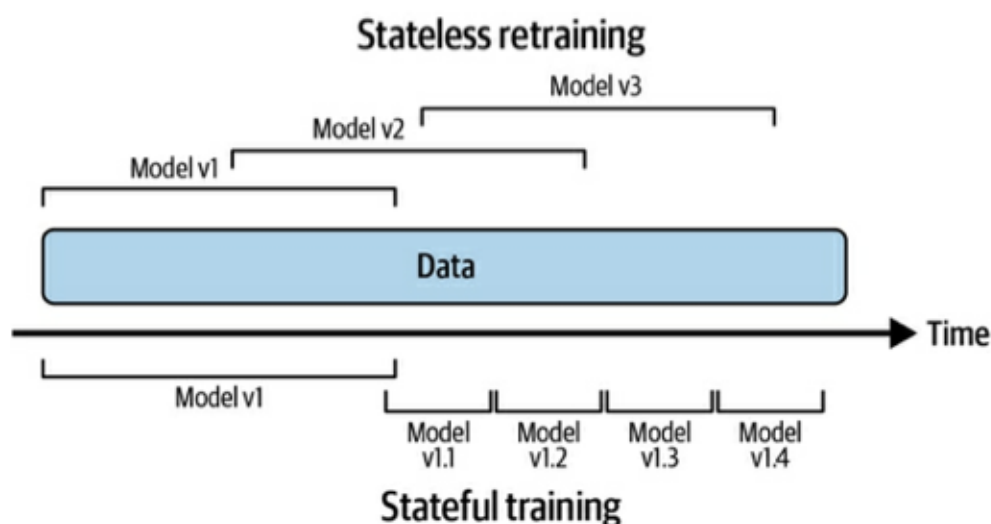 Stateless retraining
Model v3
Model v2
Model v1
Data
Time
Model v1
Model
v1.1
Model
v1.2
Model
v1.3
Model
v1.4
Stateful training